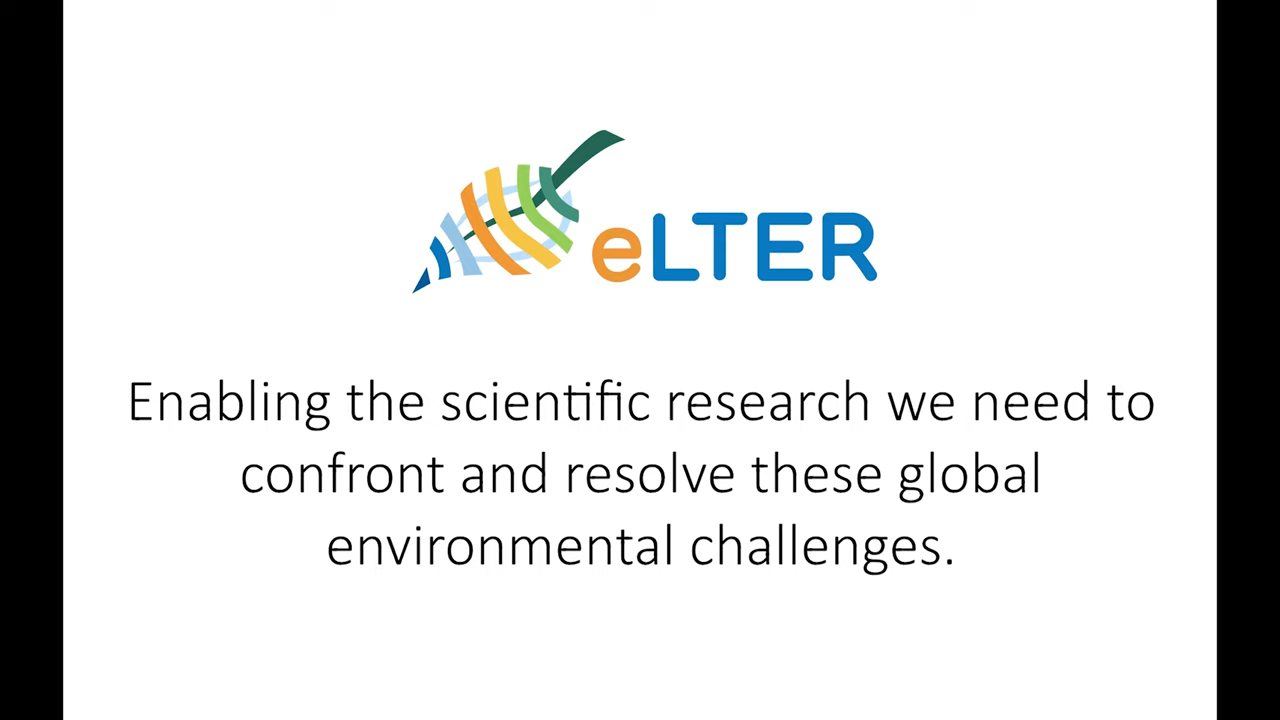 eLTER
Enabling the scientific research we need to
confront and resolve these global
environmental challenges.